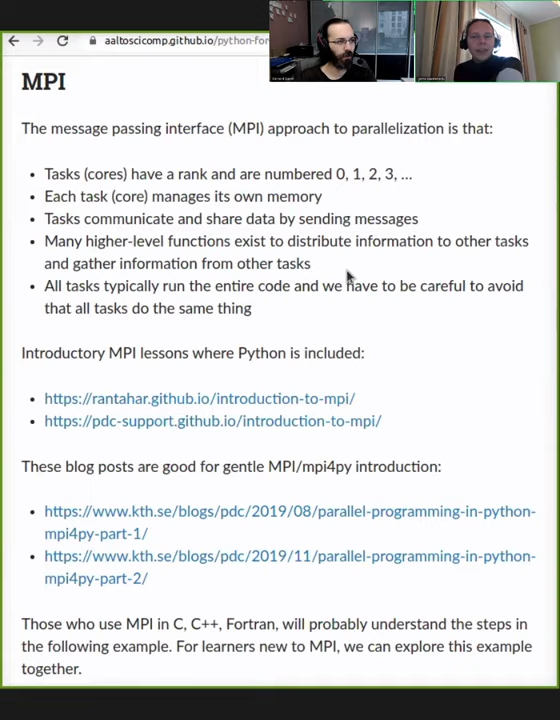 aaltoscicomp.github.io/python-for
MPI
The message passing interface (MPI) approach to parallelization is that:
• Tasks (cores) have a rank and are numbered 0, 1, 2, 3, ...
• Each task (core) manages its own memory
• Tasks communicate and share data by sending messages
• Many higher-level functions exist to distribute information to other tasks
and gather information from other tasks
• All tasks typically run the entire code and we have to be careful to avoid
that all tasks do the same thing
Introductory MPI lessons where Python is included:
• https://rantahar.github.io/introduction-to-mpi/
• https://pdc-support.github.io/introduction-to-mpi/
These blog posts are good for gentle MPI/mpi4py introduction:
• https://www.kth.se/blogs/pdc/2019/08/parallel-programming-in-python-
mpi4py-part-1/
• https://www.kth.se/blogs/pdc/2019/11/parallel-programming-in-python-
mpi4py-part-2/
Those who use MPI in C, C++, Fortran, will probably understand the steps in
the following example. For learners new to MPI, we can explore this example
together.